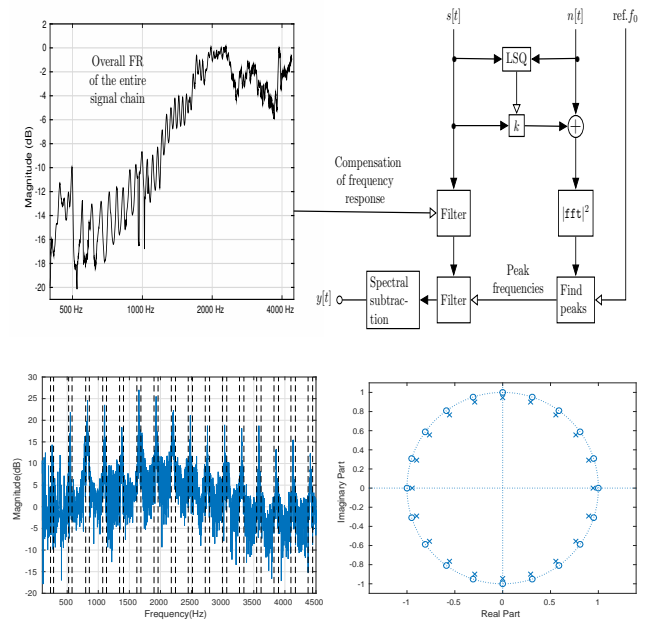 2
0
-2
-4
-6
-8
-10
-12
-14
-16
-18
-20
Magnitude (dB)
Overall FR
of the entire
signal chain
500 Hz 1000 Hz 2000 Hz 4000 Hz
s[t] n[t] ref.f0
LSQ
k +
Compensation
of frequency
response
Filter |fft|²
Peak
frequencies
y[t]
Spectral
subtrac-
tion
Filter
Find
peaks
30
25
20
15
10
5
0
-5
-10
-15
-20
Magnitude(dB)
500 1000 1500 2000 2500 3000 3500 4000 4500
Frequency(Hz)
1
0.8
0.6
0.4
0.2
0
-0.2
-0.4
-0.6
-0.8
-1
Imaginary Part
-1 -0.5 0 0.5 1
Real Part